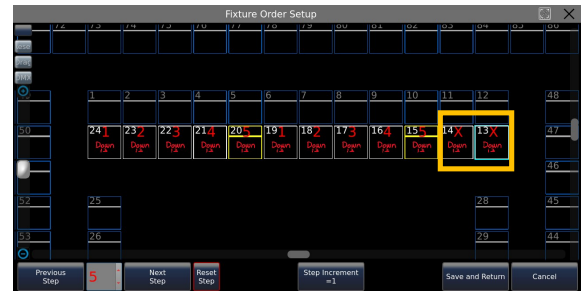 Fixture Order Setup
72 73 74 75 76 77 78 79 80 81 82 83 84 85 86
1 2 3 4 5 6 7 8 9 10 11 12 48
50 24 1 23 2 22 3 21 4 20 5 19 1 18 2 17 3 16 4 15 5 14 X 13 X 47
Down Down Down Down Down Down Down Down Down Down Down Down
46
52 25 28 45
53 26 29 44
Previous Step 5 Next Step Reset Step Step Increment =1 Save and Return Cancel